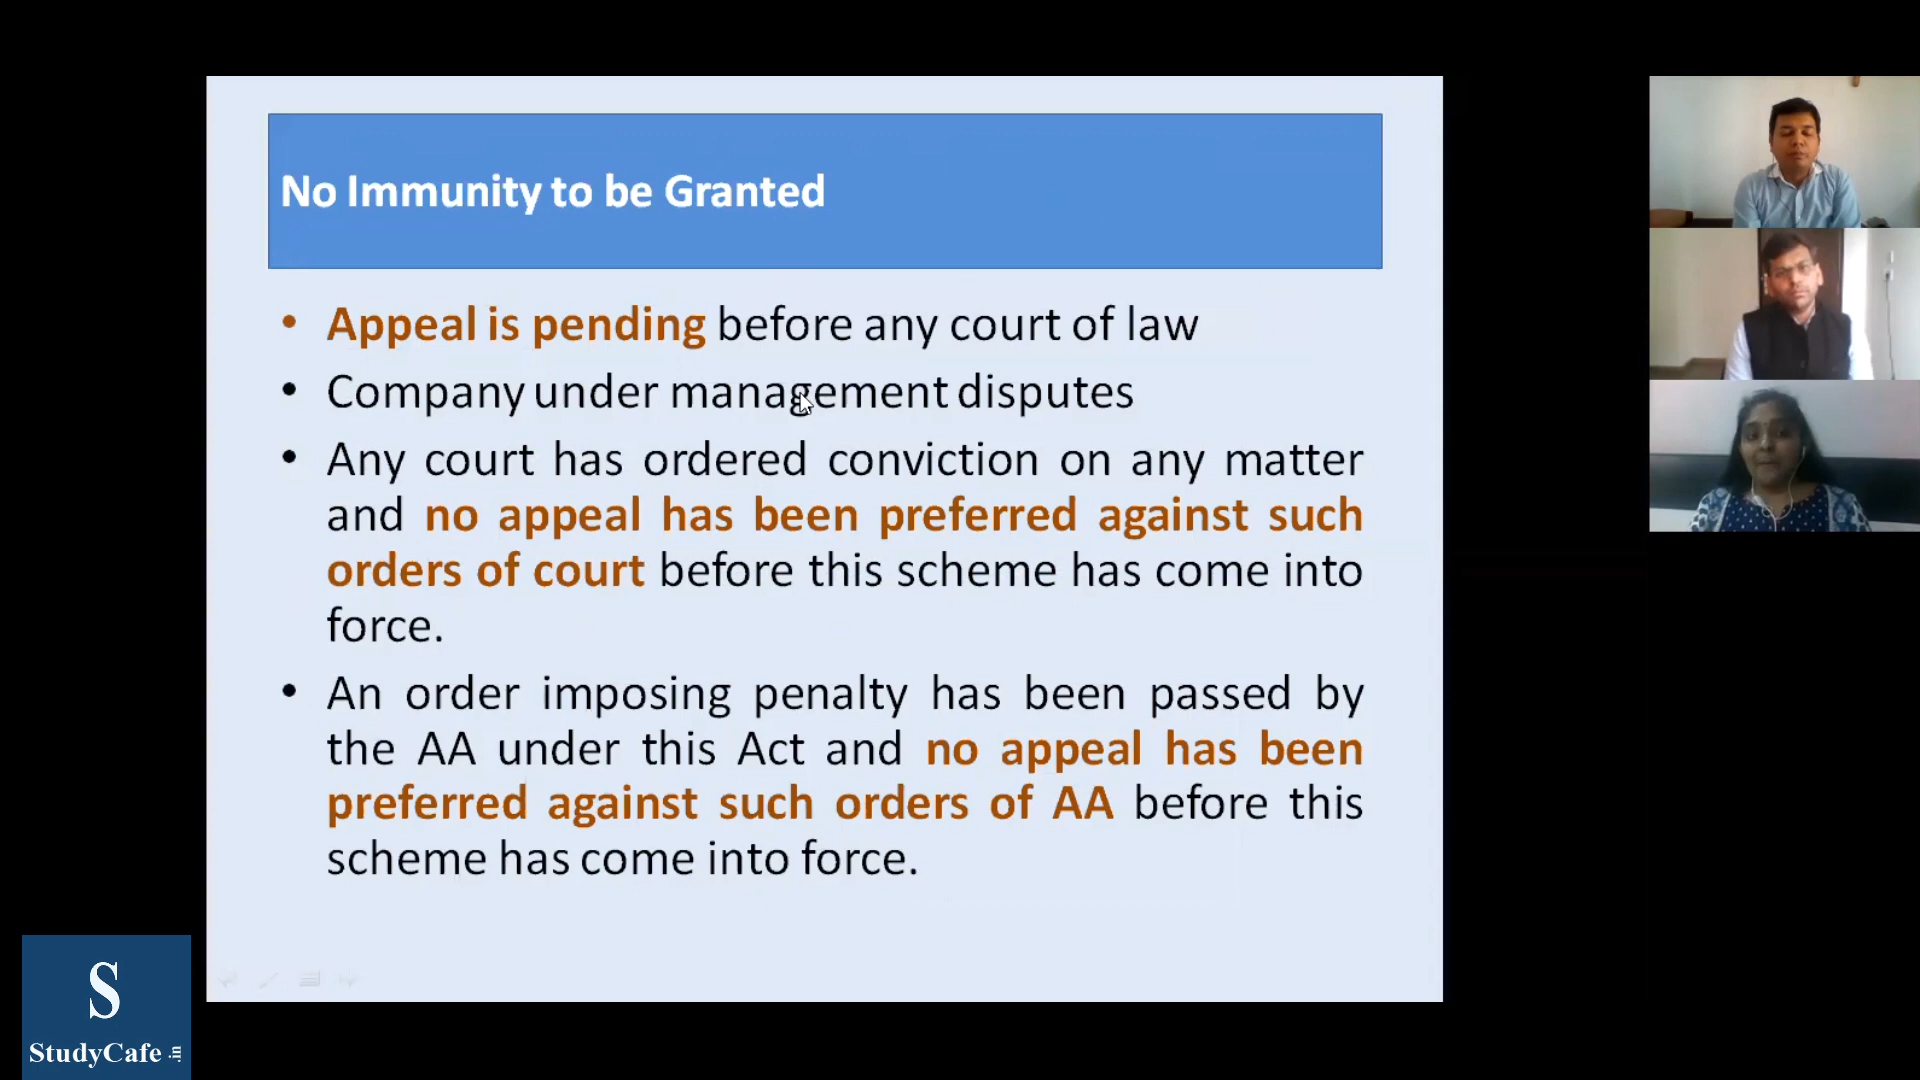 No Immunity to be Granted
• Appeal is pending before any court of law
• Company under management disputes
• Any court has ordered conviction on any matter
and no appeal has been preferred against such
orders of court before this scheme has come into
force.
• An order imposing penalty has been passed by
the AA under this Act and no appeal has been
preferred against such orders of AA before this
scheme has come into force.
S
StudyCafe .in